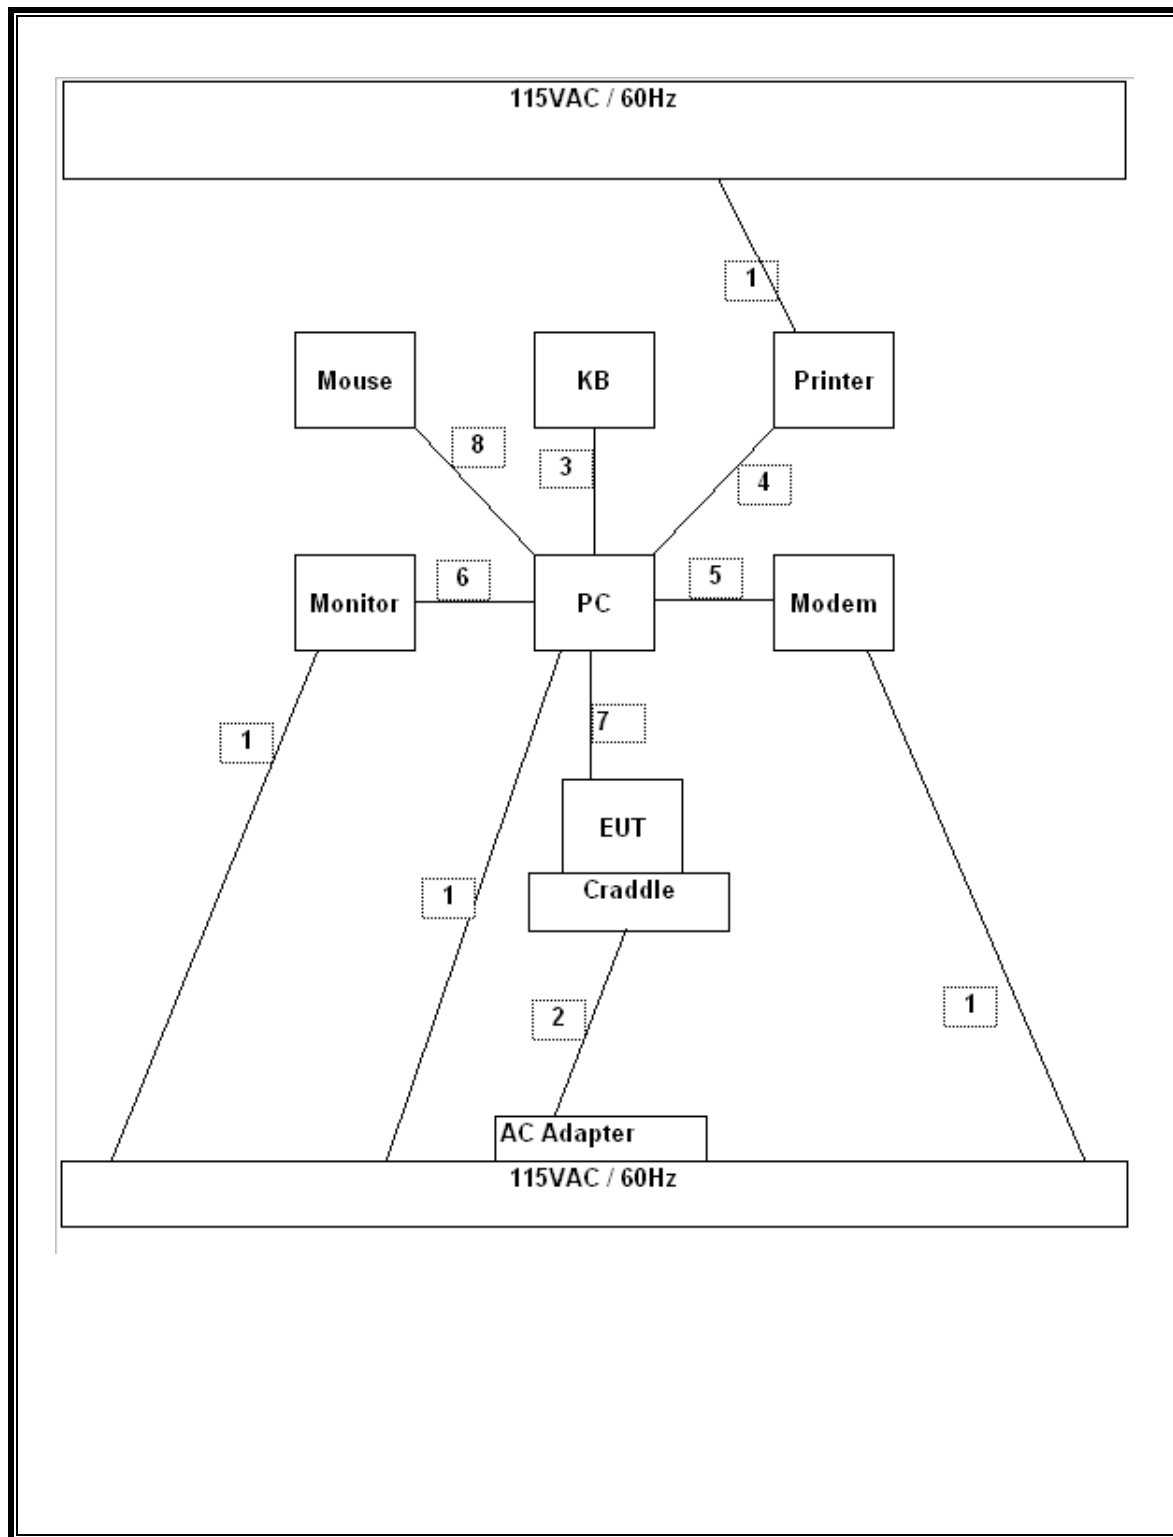 115VAC / 60Hz
1
Mouse
KB
Printer
8
3
4
Monitor
6
PC
5
Modem
7
1
EUT
Craddle
1
2
1
AC Adapter
115VAC / 60Hz